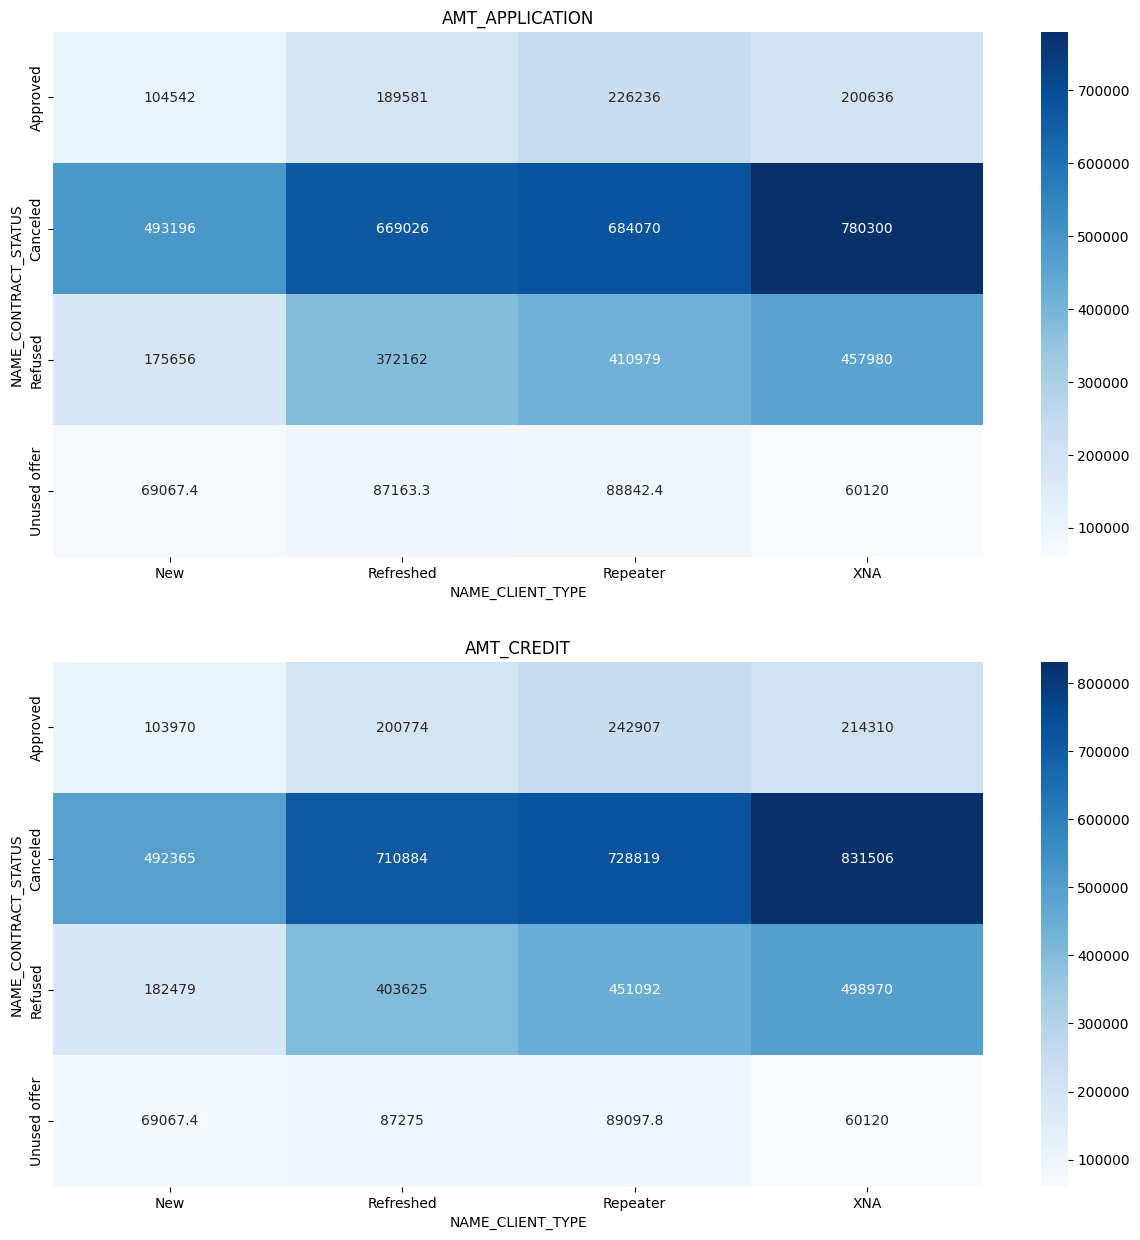 AMT_APPLICATION
NAME_CONTRACT_STATUS
Approved 104542 189581 226236 200636
Canceled 493196 669026 684070 780300
Refused 175656 372162 410979 457980
Unused offer 69067.4 87163.3 88842.4 60120
New Refreshed Repeater XNA
NAME_CLIENT_TYPE
700000
600000
500000
400000
300000
200000
100000
AMT_CREDIT
NAME_CONTRACT_STATUS
Approved 103970 200774 242907 214310
Canceled 492365 710884 728819 831506
Refused 182479 403625 451092 498970
Unused offer 69067.4 87275 89097.8 60120
New Refreshed Repeater XNA
NAME_CLIENT_TYPE
800000
700000
600000
500000
400000
300000
200000
100000